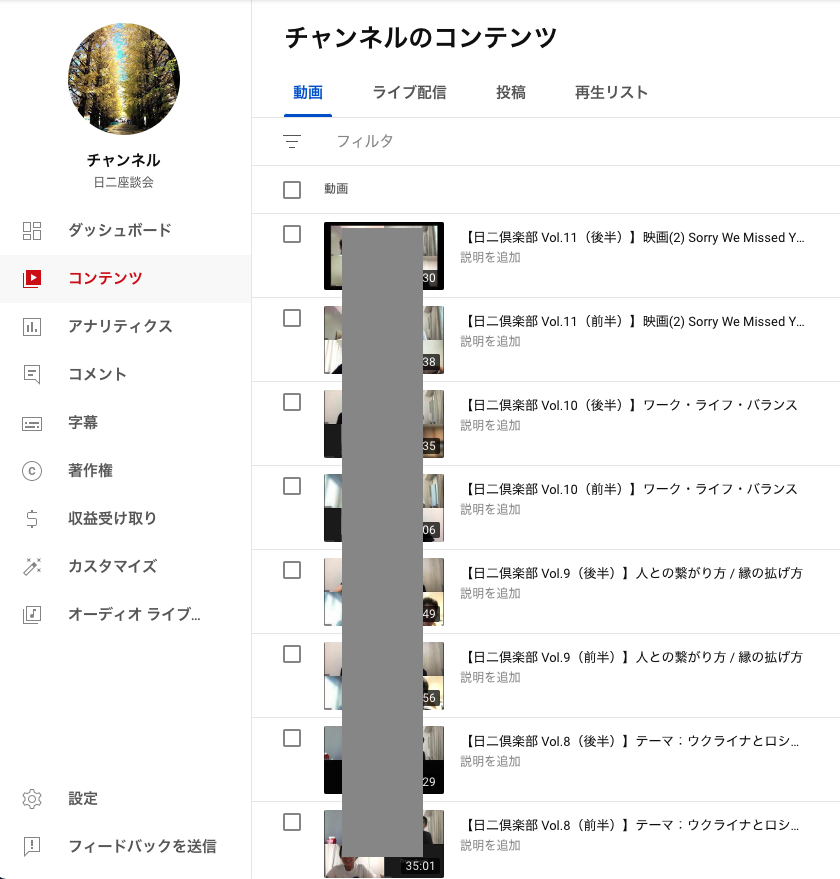 チャンネル
日二座談会
ダッシュボード
コンテンツ
アナリティクス
コメント
字幕
著作権
収益受け取り
カスタマイズ
オーディオ ライブ...
設定
フィードバックを送信
チャンネルのコンテンツ
動画 ライブ配信 投稿 再生リスト
フィルタ
動画
30
【日二倶楽部 Vol.11（後半）】映画(2) Sorry We Missed Y...
説明を追加
38
【日二倶楽部 Vol.11（前半）】映画(2) Sorry We Missed Y...
説明を追加
35
【日二倶楽部 Vol.10（後半）】ワーク・ライフ・バランス
説明を追加
06
【日二倶楽部 Vol.10（前半）】ワーク・ライフ・バランス
説明を追加
49
【日二倶楽部 Vol.9（後半）】人との繋がり方 / 縁の拡げ方
説明を追加
56
【日二倶楽部 Vol.9（前半）】人との繋がり方 / 縁の拡げ方
説明を追加
29
【日二倶楽部 Vol.8（後半）】テーマ：ウクライナとロシ...
説明を追加
35:01
【日二倶楽部 Vol.8（前半）】テーマ：ウクライナとロシ...
説明を追加